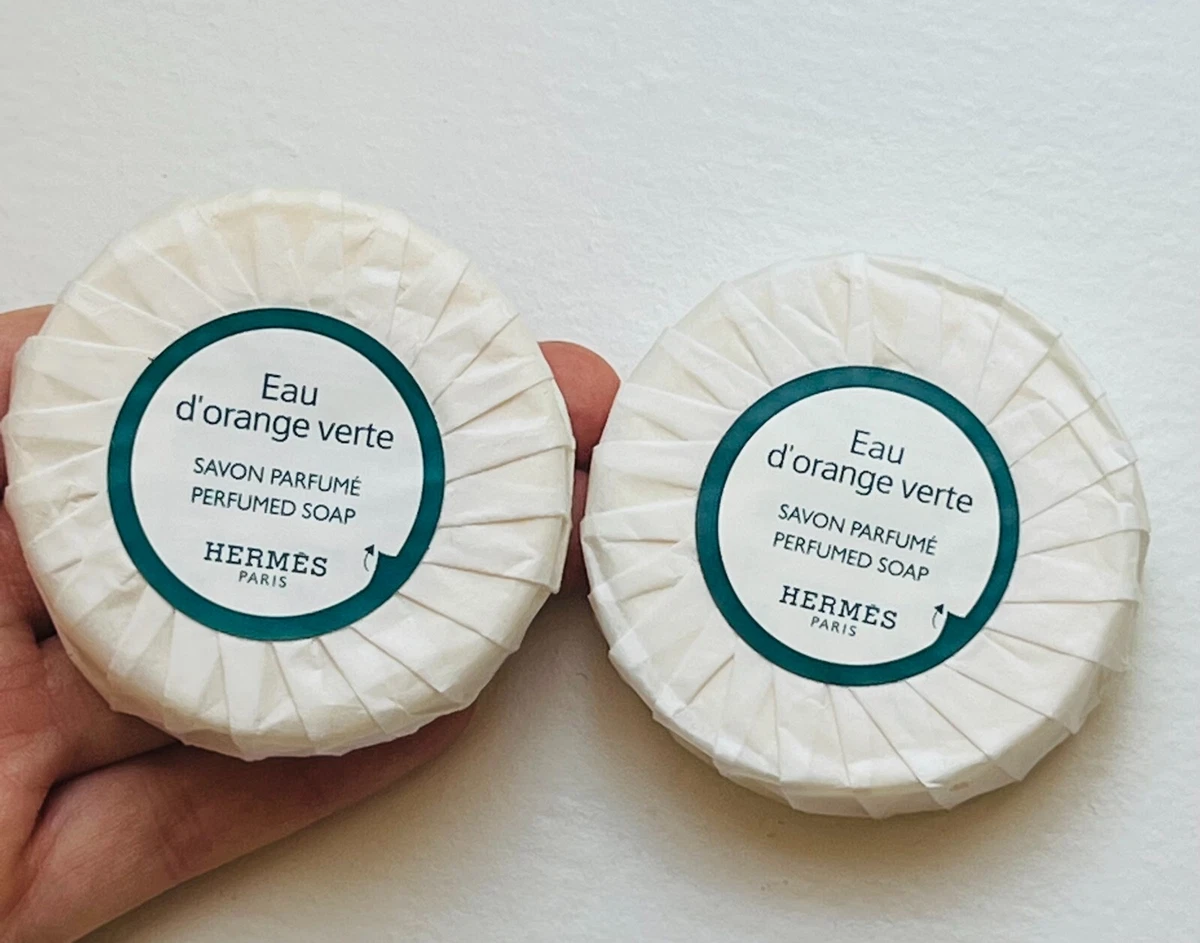 Eau
d'orange verte
SAVON PARFUMÉ
PERFUMED SOAP
HERMÈS
PARIS
Eau
d'orange verte
SAVON PARFUMÉ
PERFUMED SOAP
HERMÈS
PARIS